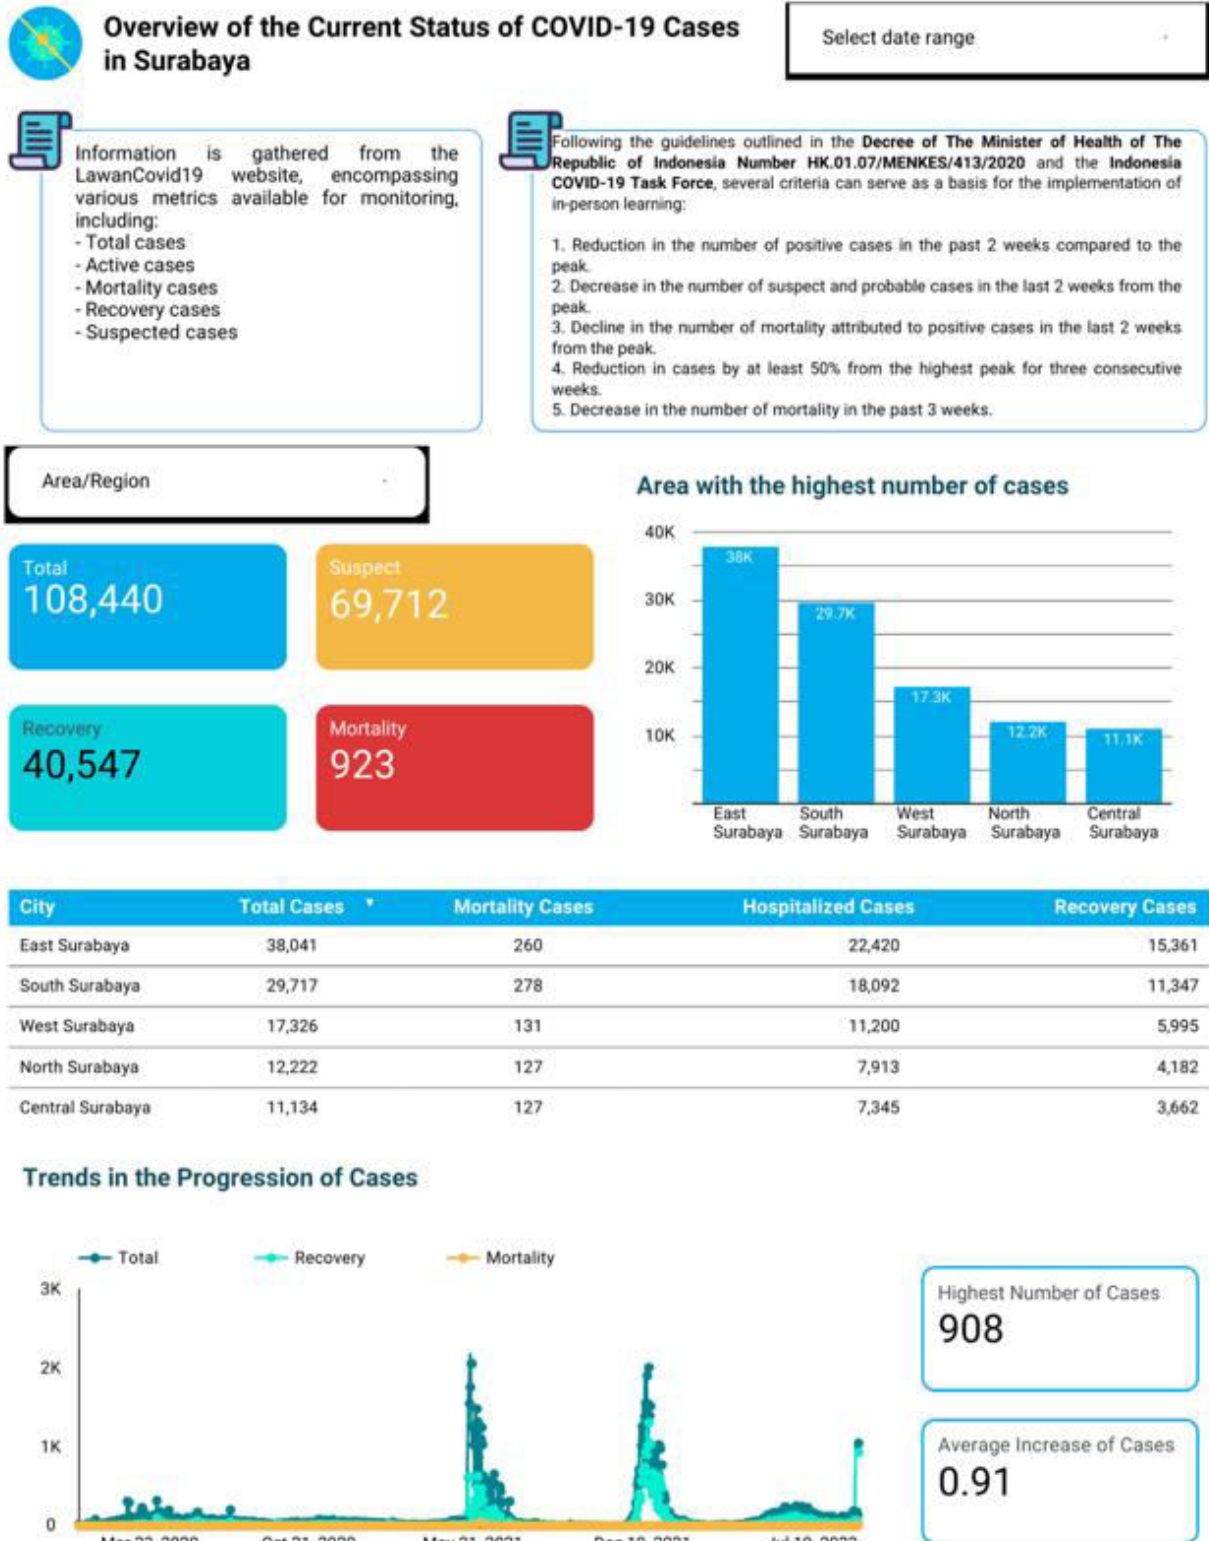 Overview of the Current Status of COVID-19 Cases
in Surabaya
Select date range
Information is gathered from the
LawanCovid19 website, encompassing
various metrics available for monitoring,
including:
- Total cases
- Active cases
- Mortality cases
- Recovery cases
- Suspected cases
Following the guidelines outlined in the Decree of The Minister of Health of The
Republic of Indonesia Number HK.01.07/MENKES/413/2020 and the Indonesia
COVID-19 Task Force, several criteria can serve as a basis for the implementation of
in-person learning:
1. Reduction in the number of positive cases in the past 2 weeks compared to the
peak.
2. Decrease in the number of suspect and probable cases in the last 2 weeks from the
peak.
3. Decline in the number of mortality attributed to positive cases in the last 2 weeks
from the peak.
4. Reduction in cases by at least 50% from the highest peak for three consecutive
weeks.
5. Decrease in the number of mortality in the past 3 weeks.
Area/Region
Total
108,440
Suspect
69,712
Recovery
40,547
Mortality
923
Area with the highest number of cases
40K
30K
20K
10K
38K
29.7K
17.3K
12.2K
11.1K
East Surabaya
South Surabaya
West Surabaya
North Surabaya
Central Surabaya
City Total Cases Mortality Cases Hospitalized Cases Recovery Cases
East Surabaya 38,041 260 22,420 15,361
South Surabaya 29,717 278 18,092 11,347
West Surabaya 17,326 131 11,200 5,995
North Surabaya 12,222 127 7,913 4,182
Central Surabaya 11,134 127 7,345 3,662
Trends in the Progression of Cases
Total Recovery Mortality
3K
2K
1K
0
2020 Oct 21, 2020 May 31, 2021 2021 2022
Highest Number of Cases
908
Average Increase of Cases
0.91